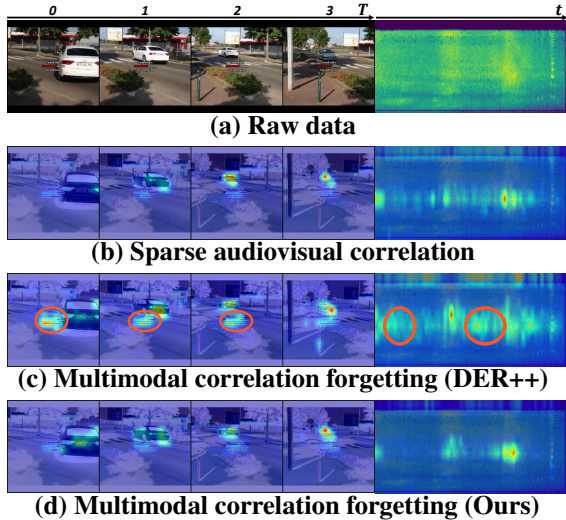 0 1 2 3 T t
(a) Raw data
(b) Sparse audiovisual correlation
(c) Multimodal correlation forgetting (DER++)
(d) Multimodal correlation forgetting (Ours)